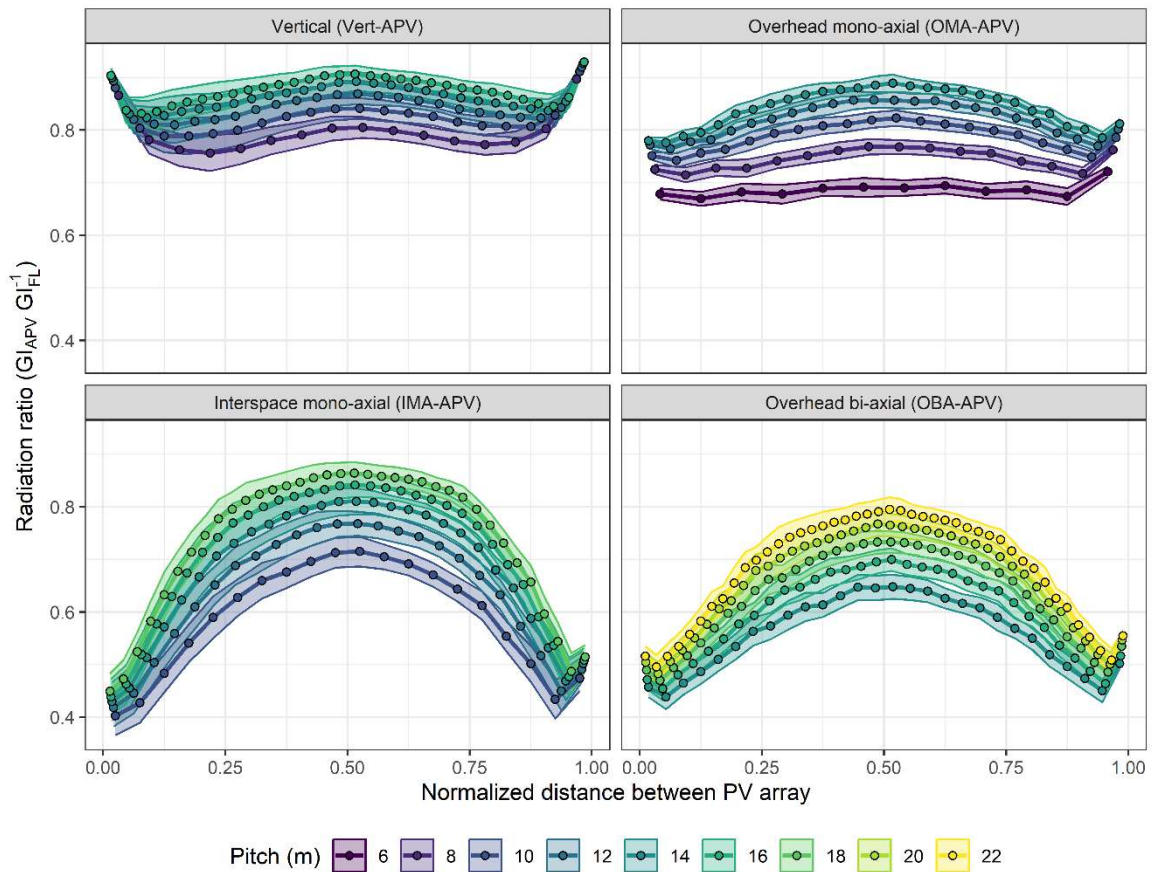 Vertical (Vert-APV)
Overhead mono-axial (OMA-APV)
0.8
0.6
0.4
Interspace mono-axial (IMA-APV)
Overhead bi-axial (OBA-APV)
0.8
0.6
0.4
Radiation ratio (GI_APV GI_FL^-1)
0.00 0.25 0.50 0.75 1.00 0.00 0.25 0.50 0.75 1.00
Normalized distance between PV array
Pitch (m) 6 8 10 12 14 16 18 20 22